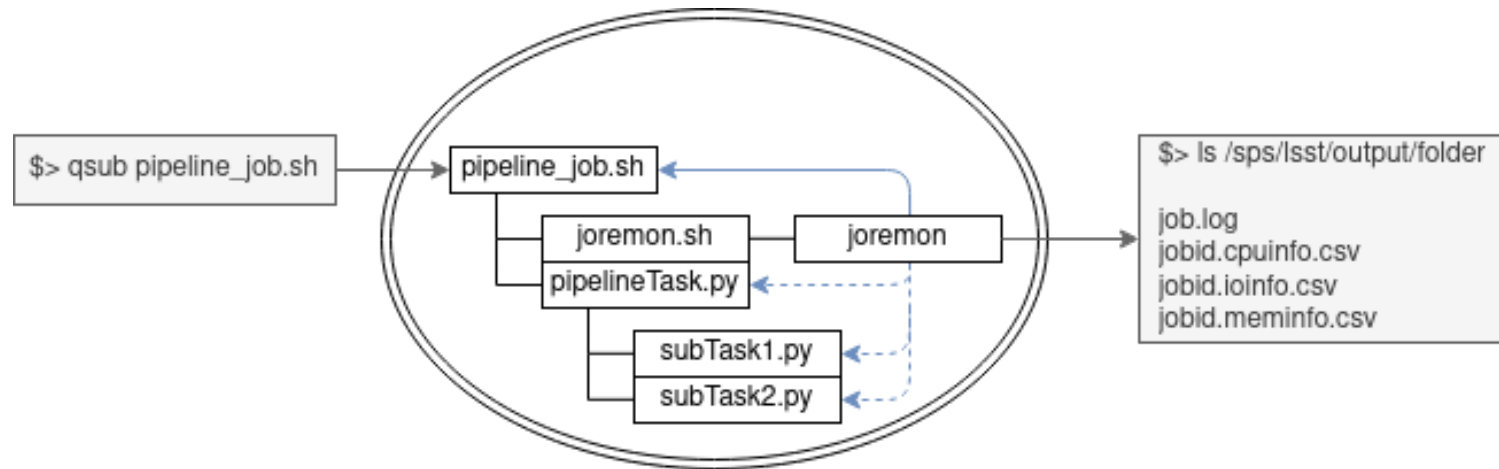 $> qsub pipeline_job.sh
pipeline_job.sh
joremon.sh
joremon
pipelineTask.py
subTask1.py
subTask2.py
$> ls /sps/lsst/output/folder
job.log
jobid.cpuinfo.csv
jobid.ioinfo.csv
jobid.meminfo.csv